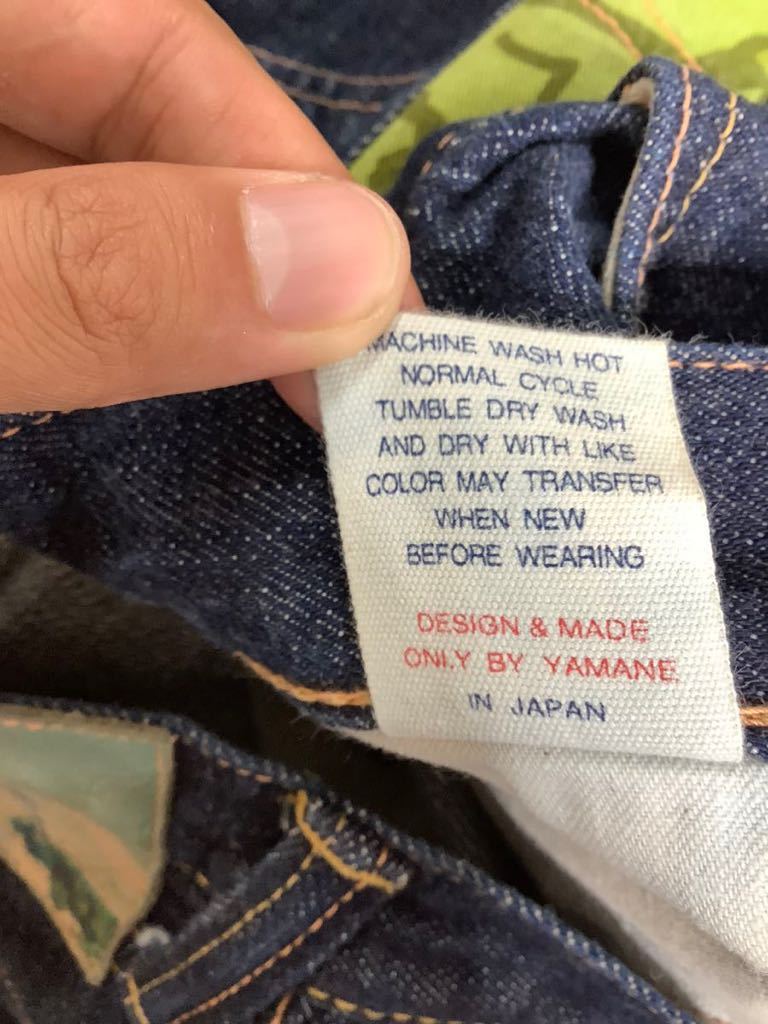 MACHINE WASH HOT
NORMAL CYCLE
TUMBLE DRY WASH
AND DRY WITH LIKE
COLOR MAY TRANSFER
WHEN NEW
BEFORE WEARING
DESIGN & MADE
ONLY BY YAMANE
IN JAPAN